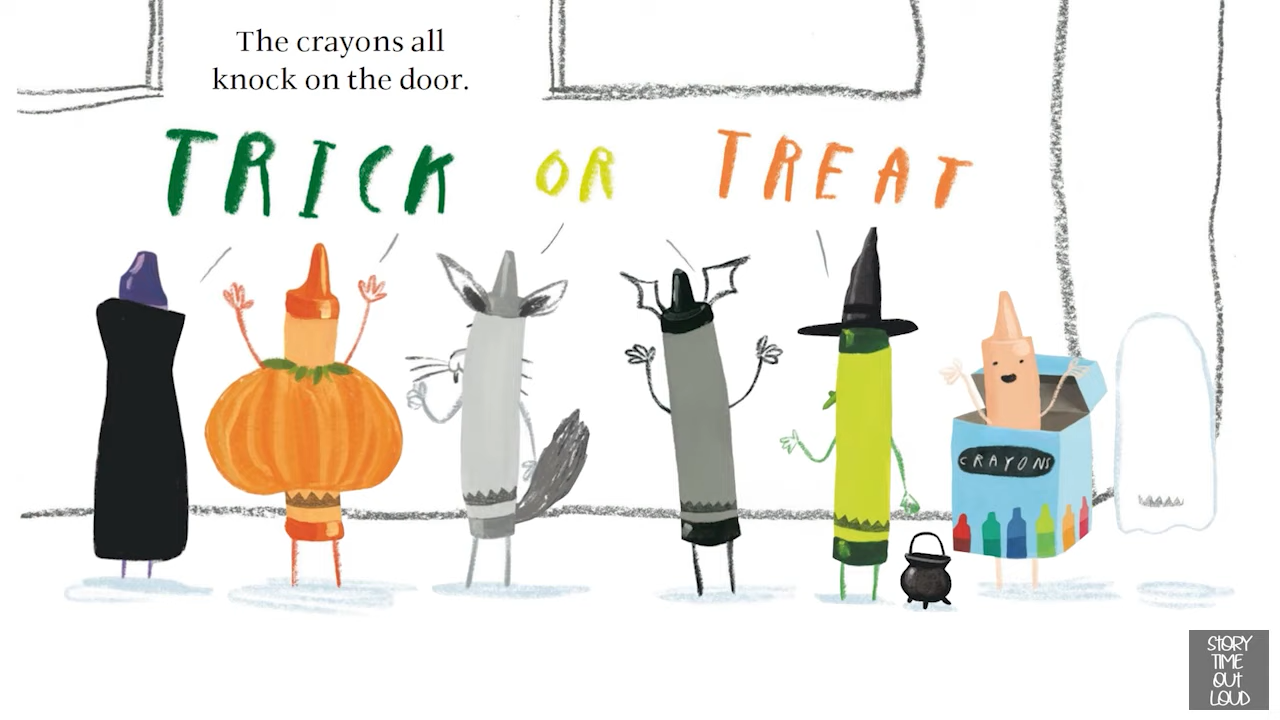 The crayons all
knock on the door.
TRICK OR TREAT
CRAYONS
STORY
TIME
OUT
LOUD